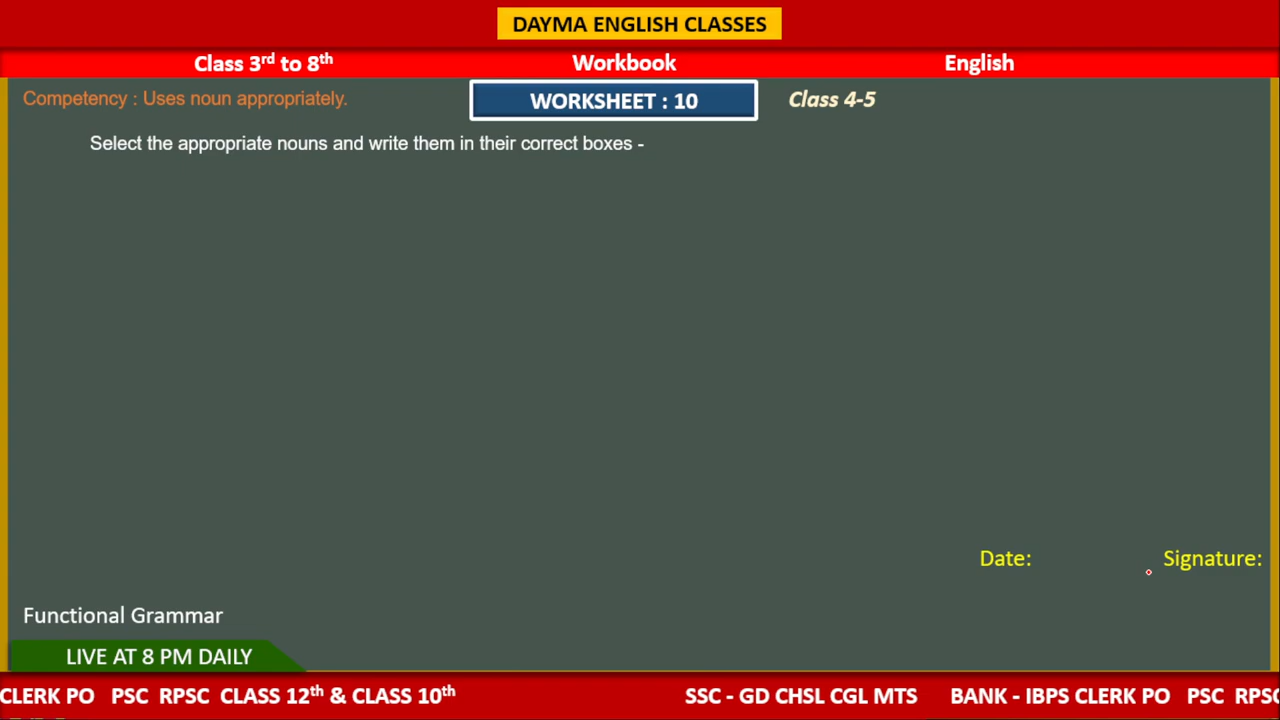 DAYMA ENGLISH CLASSES
Class 3rd to 8th Workbook English
Competency : Uses noun appropriately. WORKSHEET : 10 Class 4-5
Select the appropriate nouns and write them in their correct boxes -
Date: Signature:
Functional Grammar
LIVE AT 8 PM DAILY
CLERK PO PSC RPSC CLASS 12th & CLASS 10th SSC - GD CHSL CGL MTS BANK - IBPS CLERK PO PSC RPSC